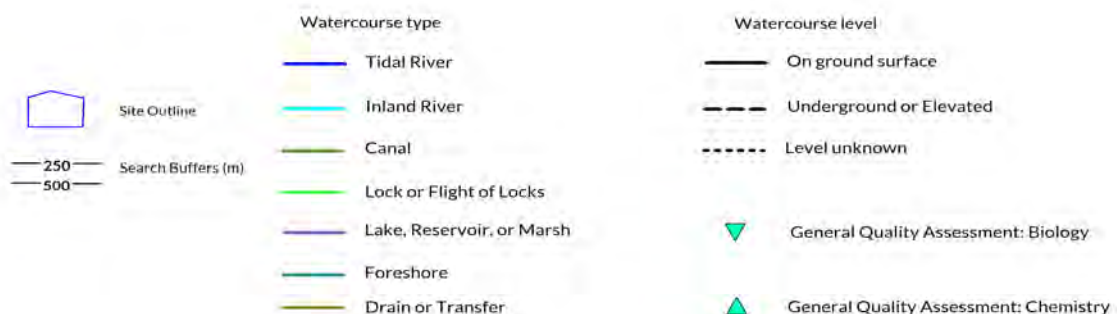 Watercourse type
Tidal River
Inland River
Canal
Lock or Flight of Locks
Lake, Reservoir, or Marsh
Foreshore
Drain or Transfer
Site Outline
250
500
Search Buffers (m)
Watercourse level
On ground surface
Underground or Elevated
Level unknown
General Quality Assessment: Biology
General Quality Assessment: Chemistry